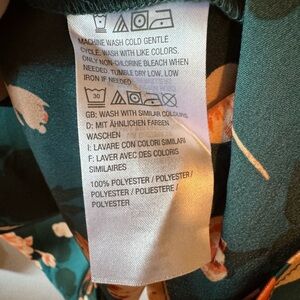 MACHINE WASH COLD GENTLE
CYCLE. WASH WITH LIKE COLORS.
ONLY NON-CHLORINE BLEACH WHEN
NEEDED. TUMBLE DRY LOW, LOW
IRON IF NEEDED.
30
GB: WASH WITH SIMILAR COLOURS
D: MIT ÄHNLICHEN FARBEN
WASCHEN
I: LAVARE CON COLORI SIMILARI
F: LAVER AVEC DES COLORIS
SIMILAIRES
100% POLYESTER / POLYESTER /
POLYESTER / POLIESTERE /
POLYESTER